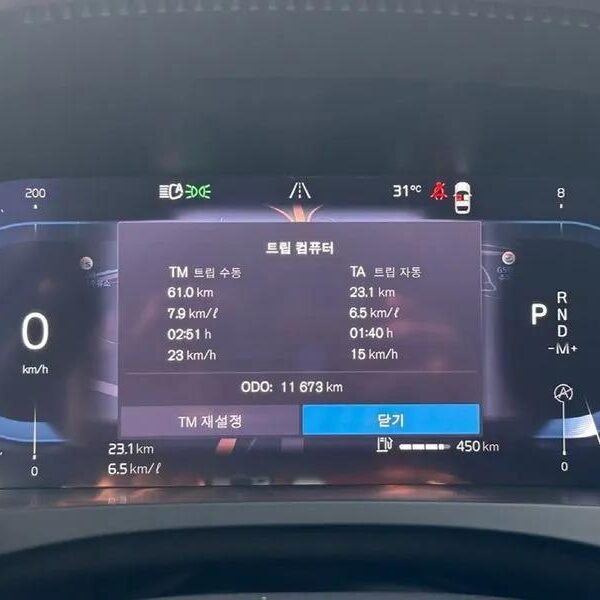 200
31°C
8
트립 컴퓨터
TM 트립 수동
TA 트립 자동
61.0 km
23.1 km
7.9 km/ℓ
6.5 km/ℓ
02:51 h
01:40 h
23 km/h
15 km/h
ODO: 11 673 km
TM 재설정
닫기
0
km/h
P
R
N
D
-M+
A
23.1 km
6.5 km/ℓ
450 km
0
0